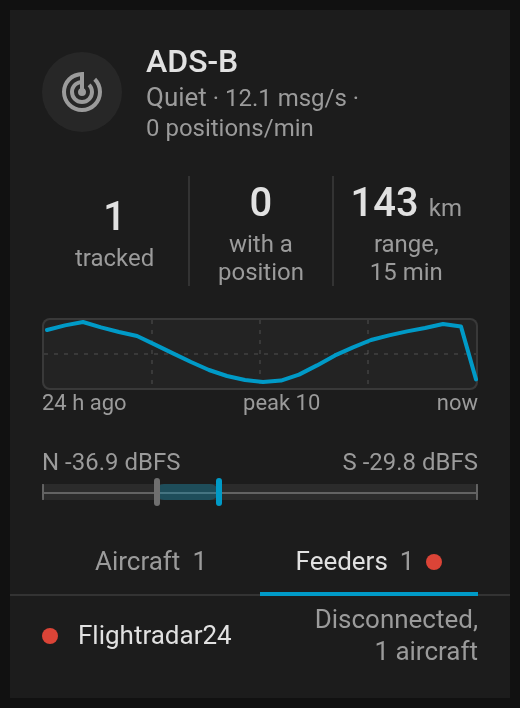 ADS-B
Quiet · 12.1 msg/s ·
0 positions/min
1
tracked
0
with a
position
143 km
range,
15 min
24 h ago
peak 10
now
N -36.9 dBFS
S -29.8 dBFS
Aircraft 1
Feeders 1
Flightradar24
Disconnected,
1 aircraft